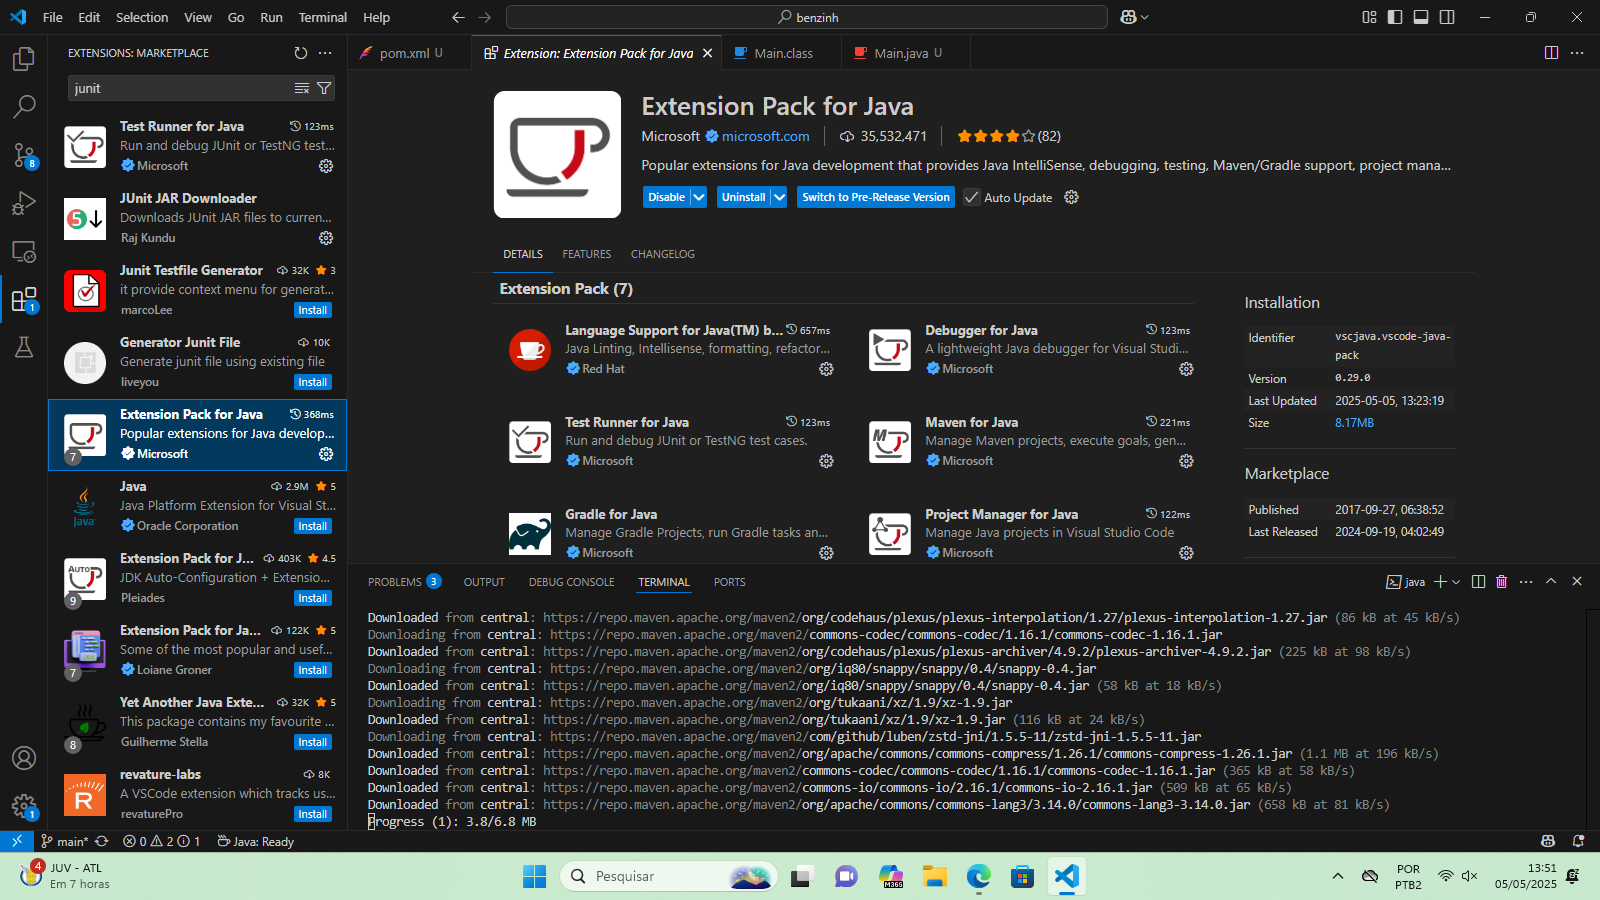 File Edit Selection View Go Run Terminal Help
benzinh
EXTENSIONS: MARKETPLACE
junit
Test Runner for Java 123ms
Run and debug JUnit or TestNG test...
Microsoft
JUnit JAR Downloader
Downloads JUnit JAR files to curren...
Raj Kundu
Junit Testfile Generator 32K 3
it provide context menu for generat...
marcoLee Install
Generator Junit File 10K
Generate junit file using existing file
liveyou Install
Extension Pack for Java 368ms
Popular extensions for Java develop...
Microsoft
7
Java 2.9M 5
Java Platform Extension for Visual St...
Oracle Corporation Install
Extension Pack for J... 403K 4.5
JDK Auto-Configuration + Extensio...
Pleiades Install
9
Extension Pack for Ja... 122K 5
Some of the most popular and usef...
Loiane Groner Install
7
Yet Another Java Exte... 32K 5
This package contains my favourite ...
Guilherme Stella Install
8
revature-labs 8K
A VSCode extension which tracks us...
revaturePro Install
8
1
1
pom.xml U
Extension: Extension Pack for Java
Main.class
Main.java U
Extension Pack for Java
Microsoft microsoft.com 35,532,471 (82)
Popular extensions for Java development that provides Java IntelliSense, debugging, testing, Maven/Gradle support, project mana...
Disable Uninstall Switch to Pre-Release Version Auto Update
DETAILS FEATURES CHANGELOG
Extension Pack (7)
Language Support for Java(TM) b... 657ms
Java Linting, Intellisense, formatting, refactor...
Red Hat
Debugger for Java 123ms
A lightweight Java debugger for Visual Studi...
Microsoft
Test Runner for Java 123ms
Run and debug JUnit or TestNG test cases.
Microsoft
Maven for Java 221ms
Manage Maven projects, execute goals, gen...
Microsoft
Gradle for Java
Manage Gradle Projects, run Gradle tasks an...
Microsoft
Project Manager for Java 122ms
Manage Java projects in Visual Studio Code
Microsoft
Installation
Identifier vscjava.vscode-java-
pack
Version 0.29.0
Last Updated 2025-05-05, 13:23:19
Size 8.17MB
Marketplace
Published 2017-09-27, 06:38:52
Last Released 2024-09-19, 04:02:49
PROBLEMS 3 OUTPUT DEBUG CONSOLE TERMINAL PORTS
java
Downloaded from central: https://repo.maven.apache.org/maven2/org/codehaus/plexus/plexus-interpolation/1.27/plexus-interpolation-1.27.jar (86 kB at 45 kB/s)
Downloading from central: https://repo.maven.apache.org/maven2/commons-codec/commons-codec/1.16.1/commons-codec-1.16.1.jar
Downloaded from central: https://repo.maven.apache.org/maven2/org/codehaus/plexus/plexus-archiver/4.9.2/plexus-archiver-4.9.2.jar (225 kB at 98 kB/s)
Downloading from central: https://repo.maven.apache.org/maven2/org/iq80/snappy/snappy/0.4/snappy-0.4.jar
Downloaded from central: https://repo.maven.apache.org/maven2/org/iq80/snappy/snappy/0.4/snappy-0.4.jar (58 kB at 18 kB/s)
Downloading from central: https://repo.maven.apache.org/maven2/org/tukaani/xz/1.9/xz-1.9.jar
Downloaded from central: https://repo.maven.apache.org/maven2/org/tukaani/xz/1.9/xz-1.9.jar (116 kB at 24 kB/s)
Downloading from central: https://repo.maven.apache.org/maven2/com/github/luben/zstd-jni/1.5.5-11/zstd-jni-1.5.5-11.jar
Downloaded from central: https://repo.maven.apache.org/maven2/org/apache/commons/commons-compress/1.26.1/commons-compress-1.26.1.jar (1.1 MB at 196 kB/s)
Downloaded from central: https://repo.maven.apache.org/maven2/commons-codec/commons-codec/1.16.1/commons-codec-1.16.1.jar (365 kB at 58 kB/s)
Downloaded from central: https://repo.maven.apache.org/maven2/commons-io/commons-io/2.16.1/commons-io-2.16.1.jar (509 kB at 65 kB/s)
Downloaded from central: https://repo.maven.apache.org/maven2/org/apache/commons/commons-lang3/3.14.0/commons-lang3-3.14.0.jar (658 kB at 81 kB/s)
Progress (1): 3.8/6.8 MB
main* 0 2 1 Java: Ready
4
JUV - ATL
Em 7 horas
Pesquisar
M365
POR
PTB2
13:51
05/05/2025